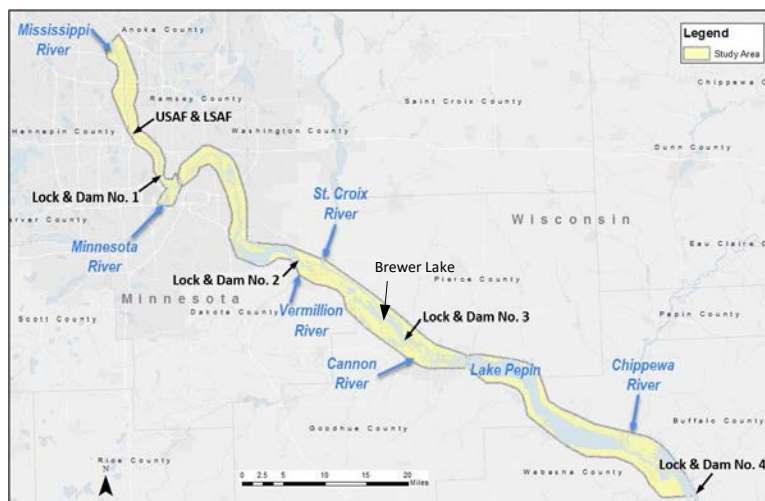 Mississippi
River
Anoka County
Legend
Study Area
Chippewa C
Ramsey County
Saint Croix County
USAF & LSAF
Hennepin County
Washington County
Dunn County
Lock & Dam No. 1
St. Croix
River
Wisconsin
arver County
Minnesota
River
Eau Claire C
Brewer Lake
Lock & Dam No. 2
Pierce County
Minnesota
Vermillion
River
Dakota County
Lock & Dam No. 3
Scott County
Pepin County
Cannon
River
Lake Pepin
Chippewa
River
Goodhue County
Buffalo County
Rice County
N
Wabasha County
Lock & Dam No. 4
0 2.5 5 10 15 20
Miles